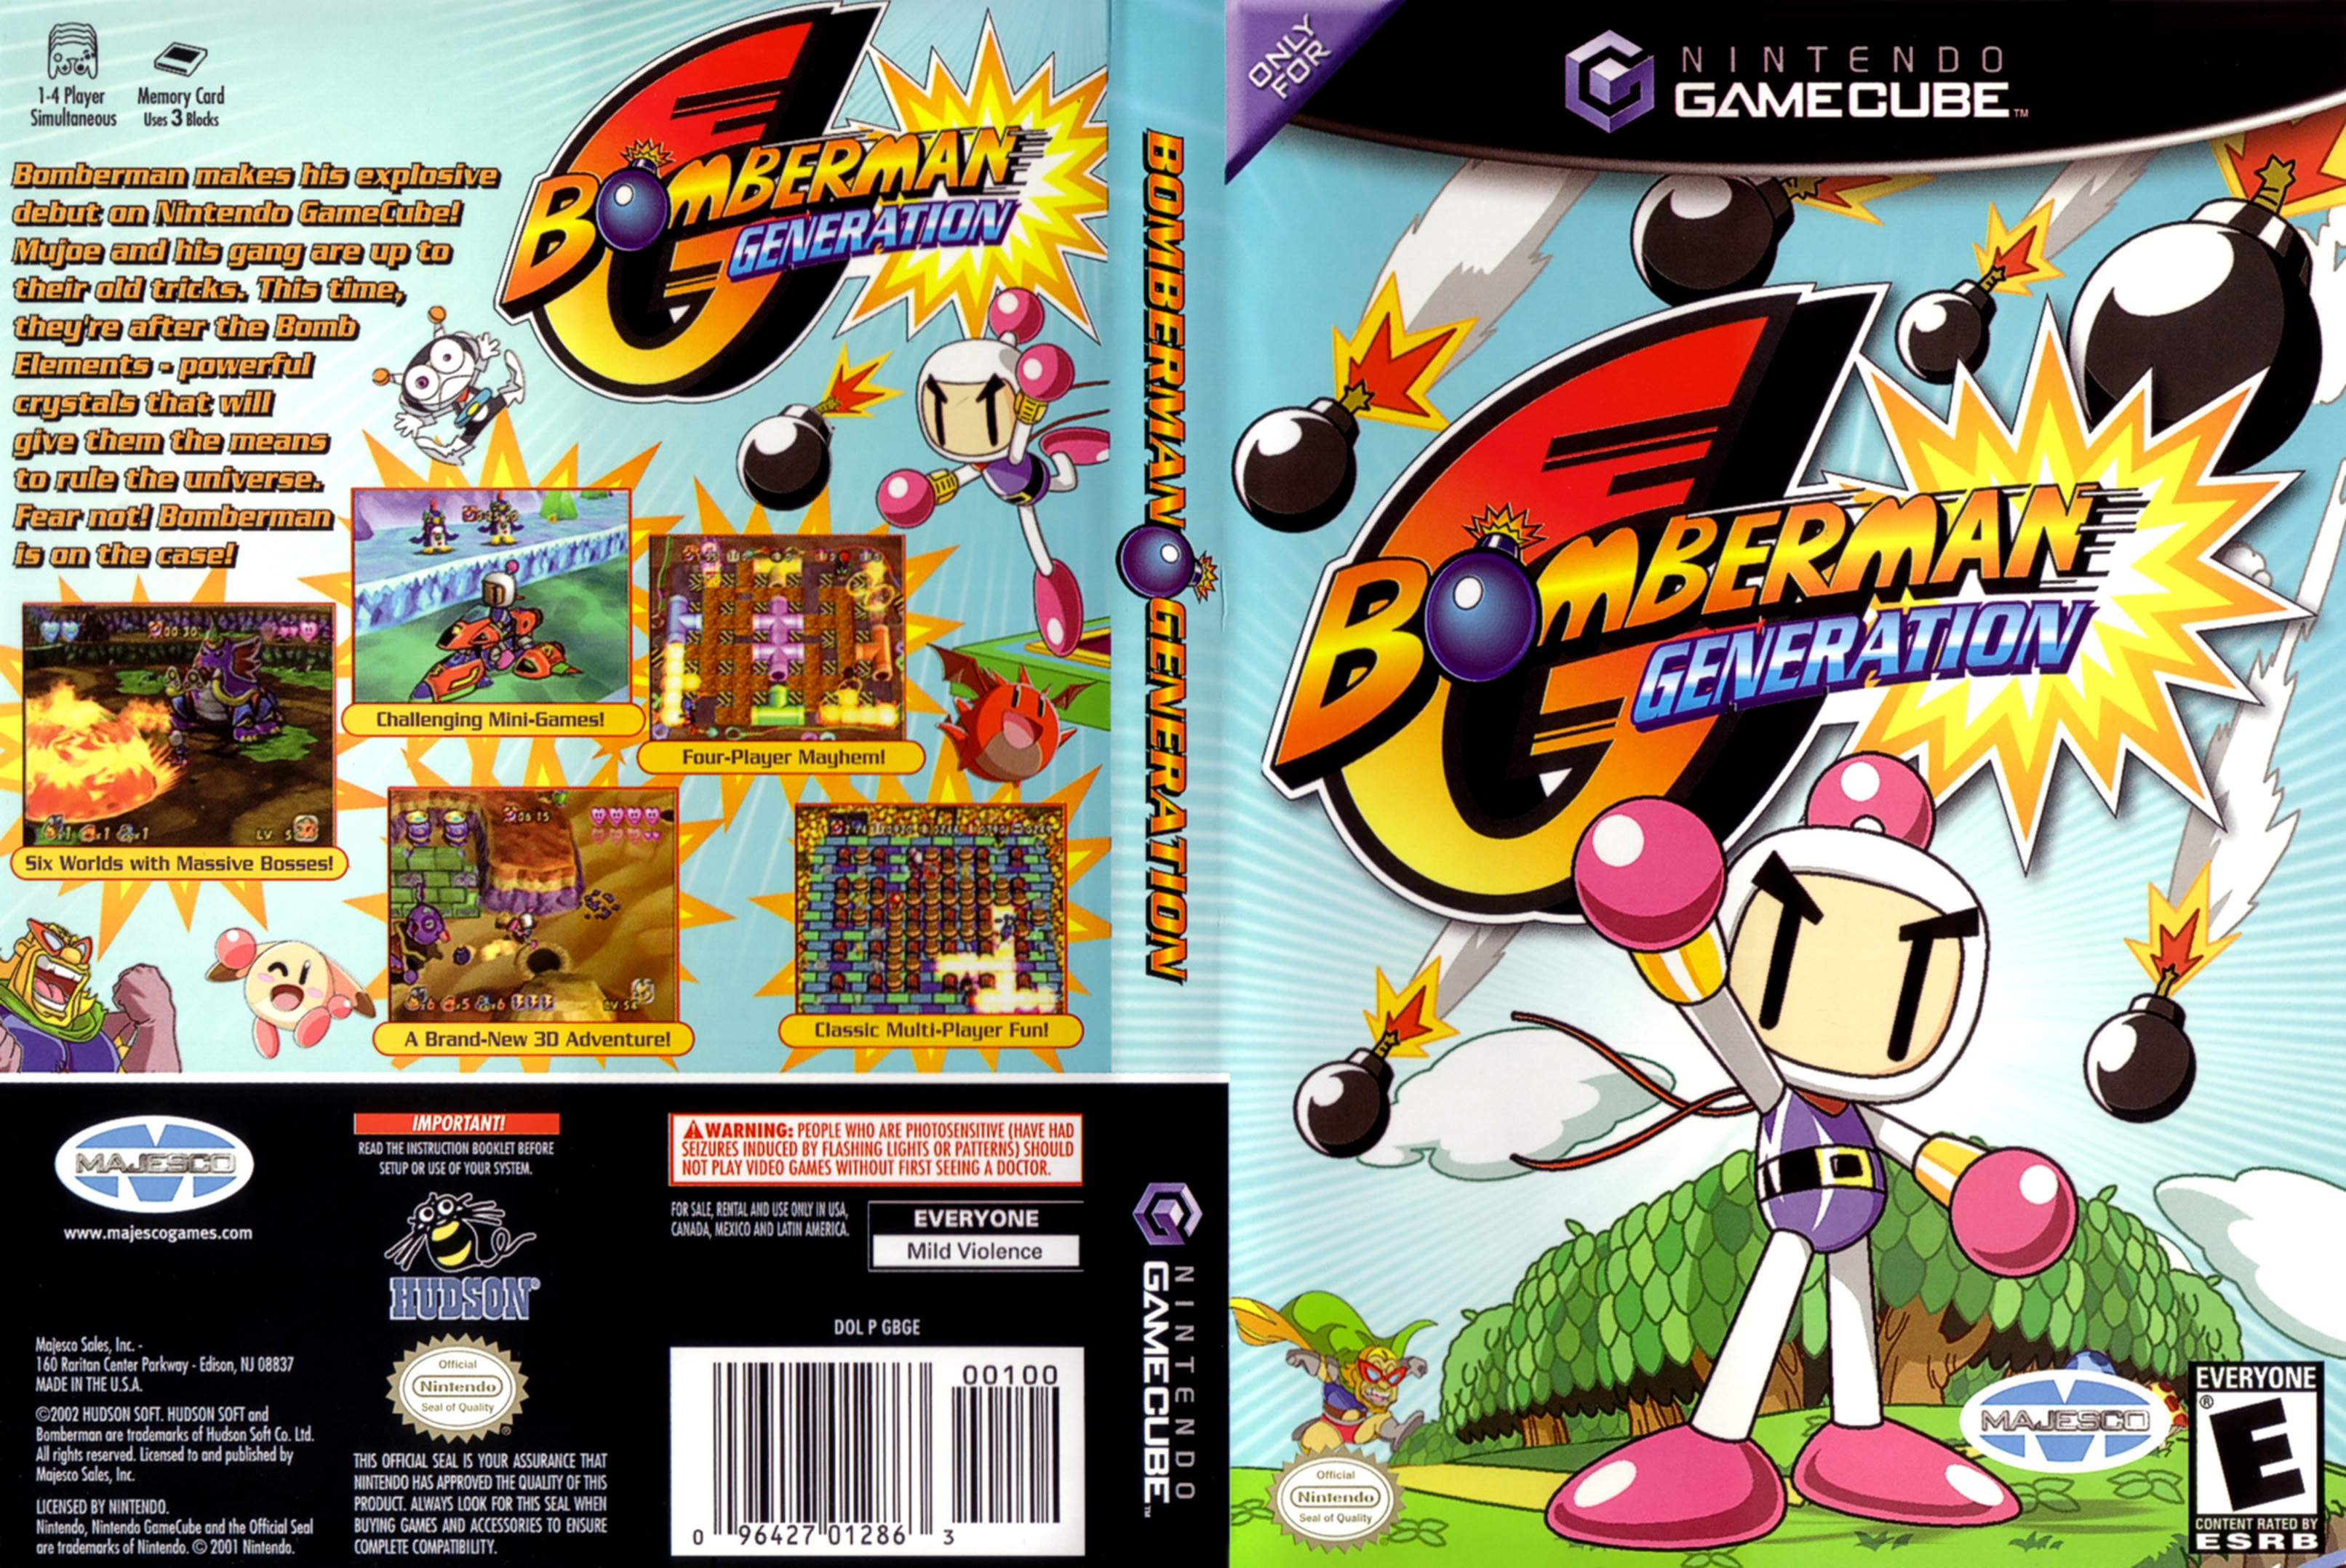 1-4 Player
Simultaneous
Memory Card
Uses 3 Blocks
BOMBERMAN
GENERATION
Bomberman makes his explosive
debut on Nintendo GameCube!
Mujoe and his gang are up to
their old tricks. This time,
they're after the Bomb
Elements - powerful
crystals that will
give them the means
to rule the universe.
Fear not! Bomberman
is on the case!
Challenging Mini-Games!
Four-Player Mayhem!
Six Worlds with Massive Bosses!
A Brand-New 3D Adventure!
Classic Multi-Player Fun!
MAJESCO
www.majescogames.com
Majesco Sales, Inc. -
160 Raritan Center Parkway - Edison, NJ 08837
MADE IN THE U.S.A.
©2002 HUDSON SOFT. HUDSON SOFT and
Bomberman are trademarks of Hudson Soft Co. Ltd.
All rights reserved. Licensed to and published by
Majesco Sales, Inc.
LICENSED BY NINTENDO.
Nintendo, Nintendo GameCube and the Official Seal
are trademarks of Nintendo. © 2001 Nintendo.
IMPORTANT!
READ THE INSTRUCTION BOOKLET BEFORE
SETUP OR USE OF YOUR SYSTEM.
HUDSON®
Official
Nintendo
Seal of Quality
THIS OFFICIAL SEAL IS YOUR ASSURANCE THAT
NINTENDO HAS APPROVED THE QUALITY OF THIS
PRODUCT. ALWAYS LOOK FOR THIS SEAL WHEN
BUYING GAMES AND ACCESSORIES TO ENSURE
COMPLETE COMPATIBILITY.
WARNING: PEOPLE WHO ARE PHOTOSENSITIVE (HAVE HAD
SEIZURES INDUCED BY FLASHING LIGHTS OR PATTERNS) SHOULD
NOT PLAY VIDEO GAMES WITHOUT FIRST SEEING A DOCTOR.
FOR SALE, RENTAL AND USE ONLY IN USA,
CANADA, MEXICO AND LATIN AMERICA.
EVERYONE
Mild Violence
DOL P GBGE
00100
0 96427 01286 3
BOMBERMAN GENERATION
NINTENDO
GAMECUBE™
ONLY
FOR
NINTENDO
GAMECUBE™
BOMBERMAN
GENERATION
Official
Nintendo
Seal of Quality
MAJESCO
EVERYONE
E
CONTENT RATED BY
ESRB